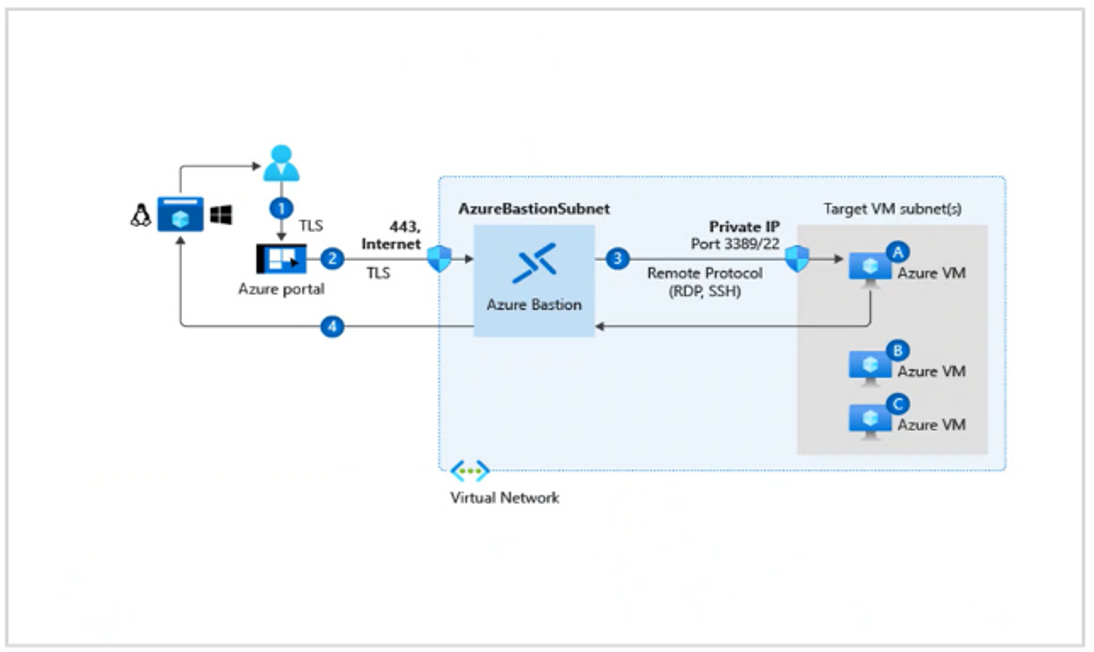 1
TLS
Azure portal
2
443,
Internet
TLS
AzureBastionSubnet
Azure Bastion
3
Private IP
Port 3389/22
Remote Protocol
(RDP, SSH)
Target VM subnet(s)
A
Azure VM
B
Azure VM
C
Azure VM
4
Virtual Network